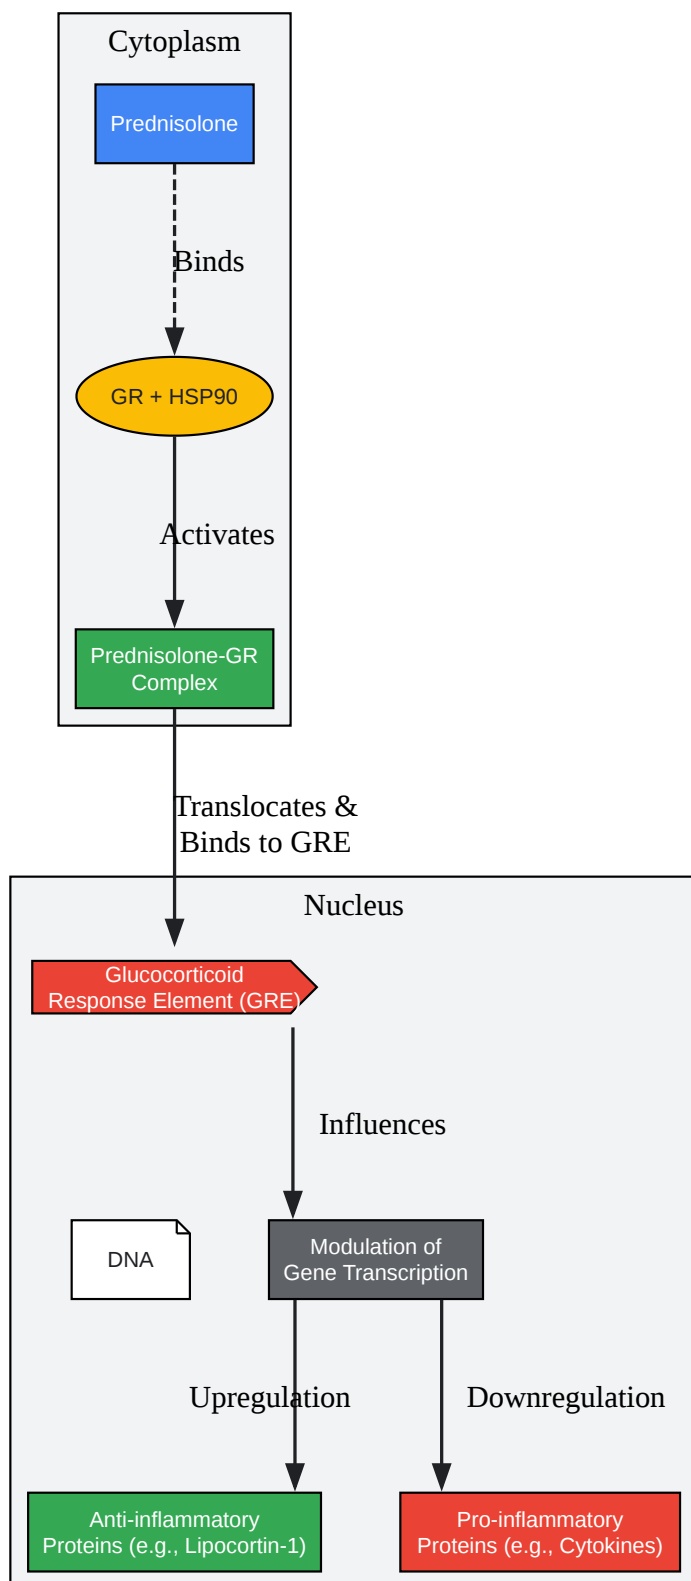 Cytoplasm
Prednisolone
Binds
GR + HSP90
Activates
Prednisolone-GR
Complex
Translocates &
Binds to GRE
Nucleus
Glucocorticoid
Response Element (GRE)
Influences
DNA
Modulation of
Gene Transcription
Upregulation
Downregulation
Anti-inflammatory
Proteins (e.g., Lipocortin-1)
Pro-inflammatory
Proteins (e.g., Cytokines)